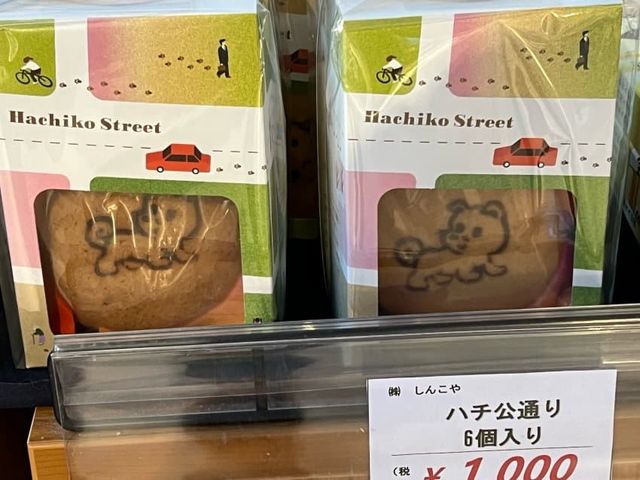 Hachiko Street
Hachiko Street
㈱ しんこや
ハチ公通り
6個入り
(税
¥1,000